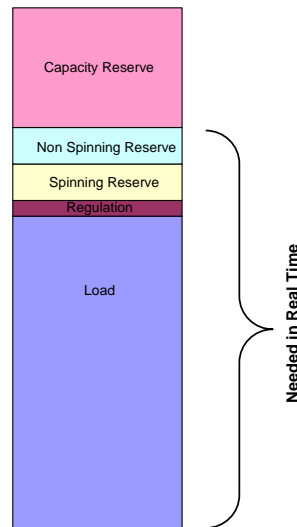 Capacity Reserve
Non Spinning Reserve
Spinning Reserve
Regulation
Load
Needed in Real Time